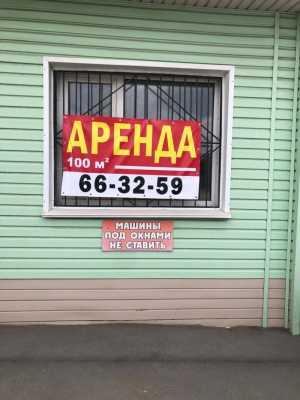 АРЕНДА
100 м²
66-32-59
МАШИНЫ
ПОД ОКНАМИ
НЕ СТАВИТЬ